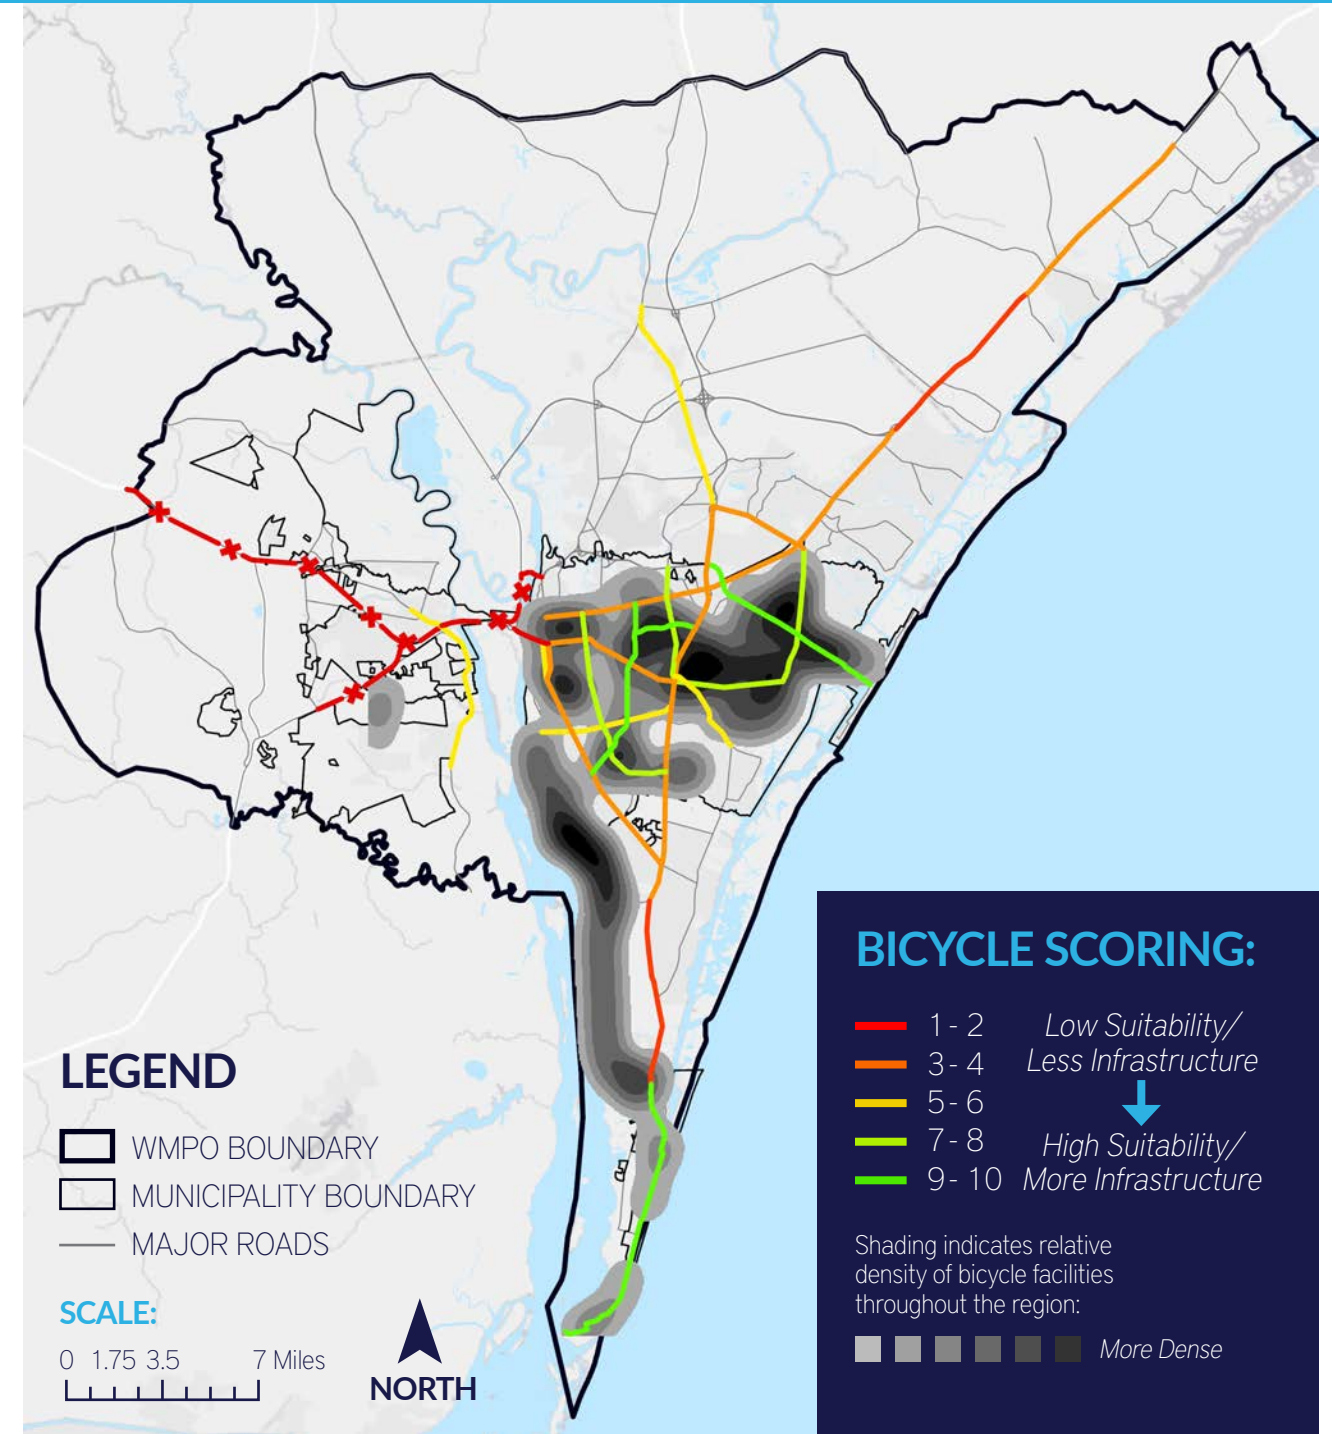 LEGEND
WMPO BOUNDARY
MUNICIPALITY BOUNDARY
MAJOR ROADS
SCALE:
0 1.75 3.5 7 Miles
NORTH
BICYCLE SCORING:
1 - 2 Low Suitability/
3 - 4 Less Infrastructure
5 - 6
7 - 8 High Suitability/
9 - 10 More Infrastructure
Shading indicates relative
density of bicycle facilities
throughout the region:
More Dense